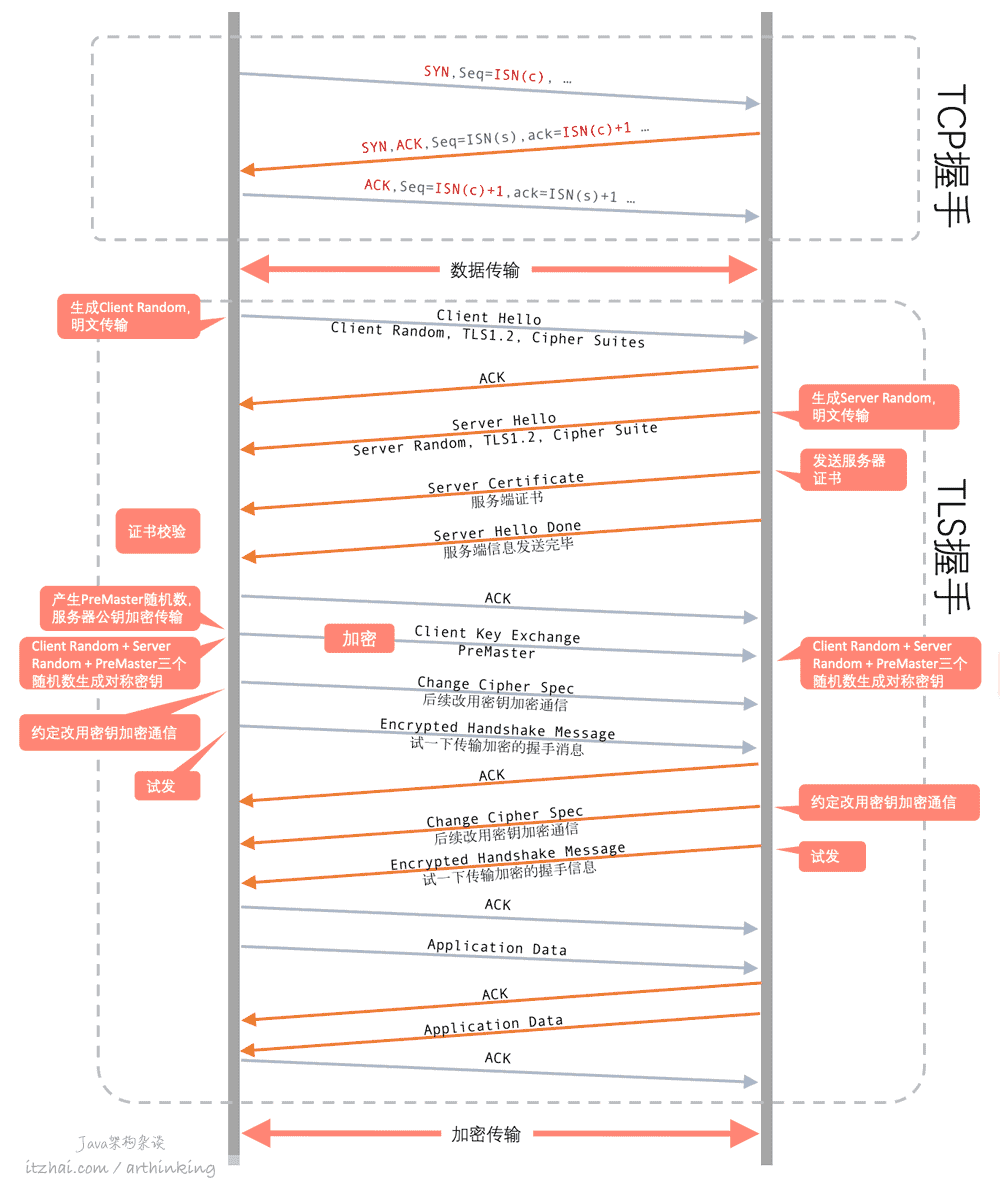 SYN,Seq=ISN(c), …
SYN,ACK,Seq=ISN(s),ack=ISN(c)+1 …
ACK,Seq=ISN(c)+1,ack=ISN(s)+1 …
TCP握手
数据传输
生成Client Random,
明文传输
Client Hello
Client Random, TLS1.2, Cipher Suites
ACK
生成Server Random,
明文传输
Server Hello
Server Random, TLS1.2, Cipher Suite
发送服务器
证书
Server Certificate
服务端证书
TLS握手
证书校验
Server Hello Done
服务端信息发送完毕
产生PreMaster随机数,
服务器公钥加密传输
ACK
加密
Client Key Exchange
PreMaster
Client Random + Server
Random + PreMaster三个
随机数生成对称密钥
Client Random + Server
Random + PreMaster三个
随机数生成对称密钥
Change Cipher Spec
后续改用密钥加密通信
约定改用密钥加密通信
Encrypted Handshake Message
试一下传输加密的握手消息
试发
ACK
约定改用密钥加密通信
Change Cipher Spec
后续改用密钥加密通信
试发
Encrypted Handshake Message
试一下传输加密的握手信息
ACK
Application Data
ACK
Application Data
ACK
加密传输
Java架构杂谈
itzhai.com / arthinking